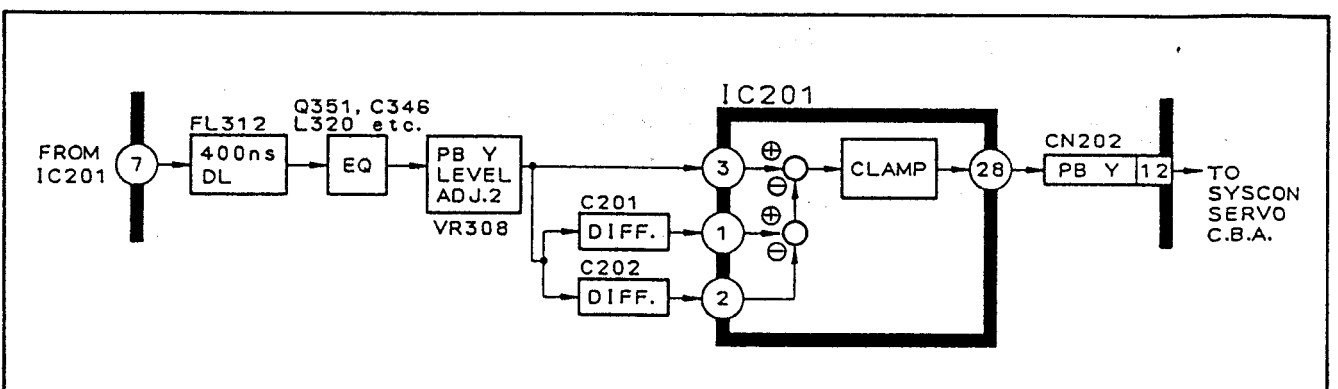 FROM
IC201
7
FL312
400ns
DL
Q351, C346
L320 etc.
EQ
PB Y
LEVEL
ADJ.2
VR308
C201
DIFF.
C202
DIFF.
IC201
3
1
2
⊕
⊖
⊕
⊖
CLAMP
28
CN202
PB Y 12
TO
SYSCON
SERVO
C.B.A.